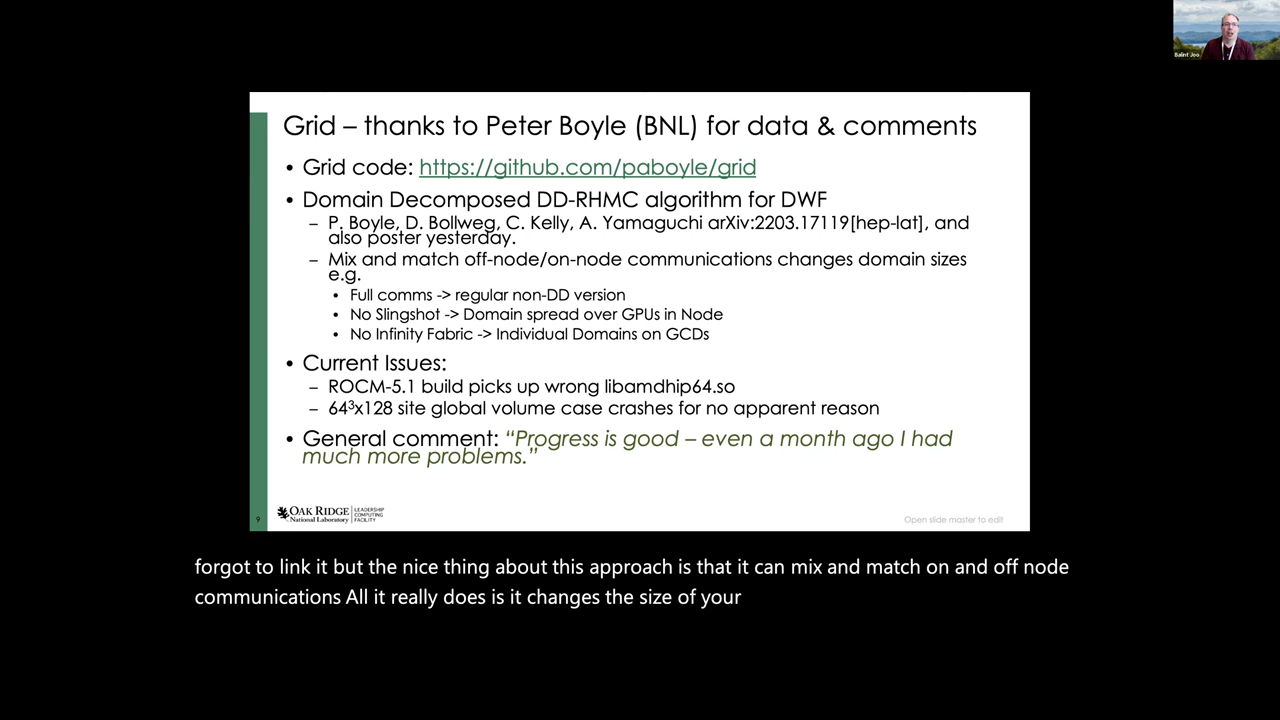 Balint Joo
Grid – thanks to Peter Boyle (BNL) for data & comments
• Grid code: https://github.com/paboyle/grid
• Domain Decomposed DD-RHMC algorithm for DWF
– P. Boyle, D. Bollweg, C. Kelly, A. Yamaguchi arXiv:2203.17119[hep-lat], and
also poster yesterday.
– Mix and match off-node/on-node communications changes domain sizes
e.g.
• Full comms -> regular non-DD version
• No Slingshot -> Domain spread over GPUs in Node
• No Infinity Fabric -> Individual Domains on GCDs
• Current Issues:
– ROCM-5.1 build picks up wrong libamdhip64.so
– 64³x128 site global volume case crashes for no apparent reason
• General comment: “Progress is good – even a month ago I had
much more problems.”
9
OAK RIDGE
National Laboratory
LEADERSHIP
COMPUTING
FACILITY
Open slide master to edit
forgot to link it but the nice thing about this approach is that it can mix and match on and off node
communications All it really does is it changes the size of your